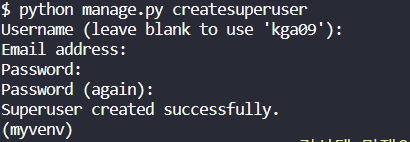 $ python manage.py createsuperuser
Username (leave blank to use 'kga09'):
Email address:
Password:
Password (again):
Superuser created successfully.
(myvenv)